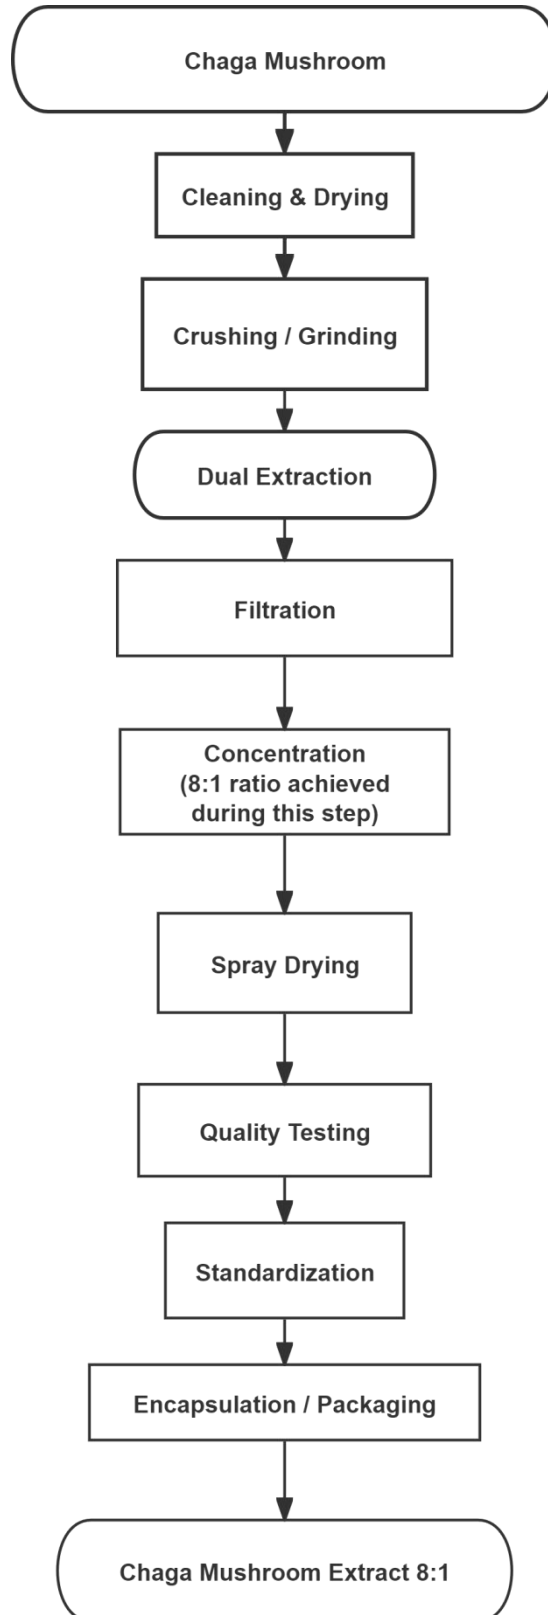 Chaga Mushroom
Cleaning & Drying
Crushing / Grinding
Dual Extraction
Filtration
Concentration
(8:1 ratio achieved
during this step)
Spray Drying
Quality Testing
Standardization
Encapsulation / Packaging
Chaga Mushroom Extract 8:1